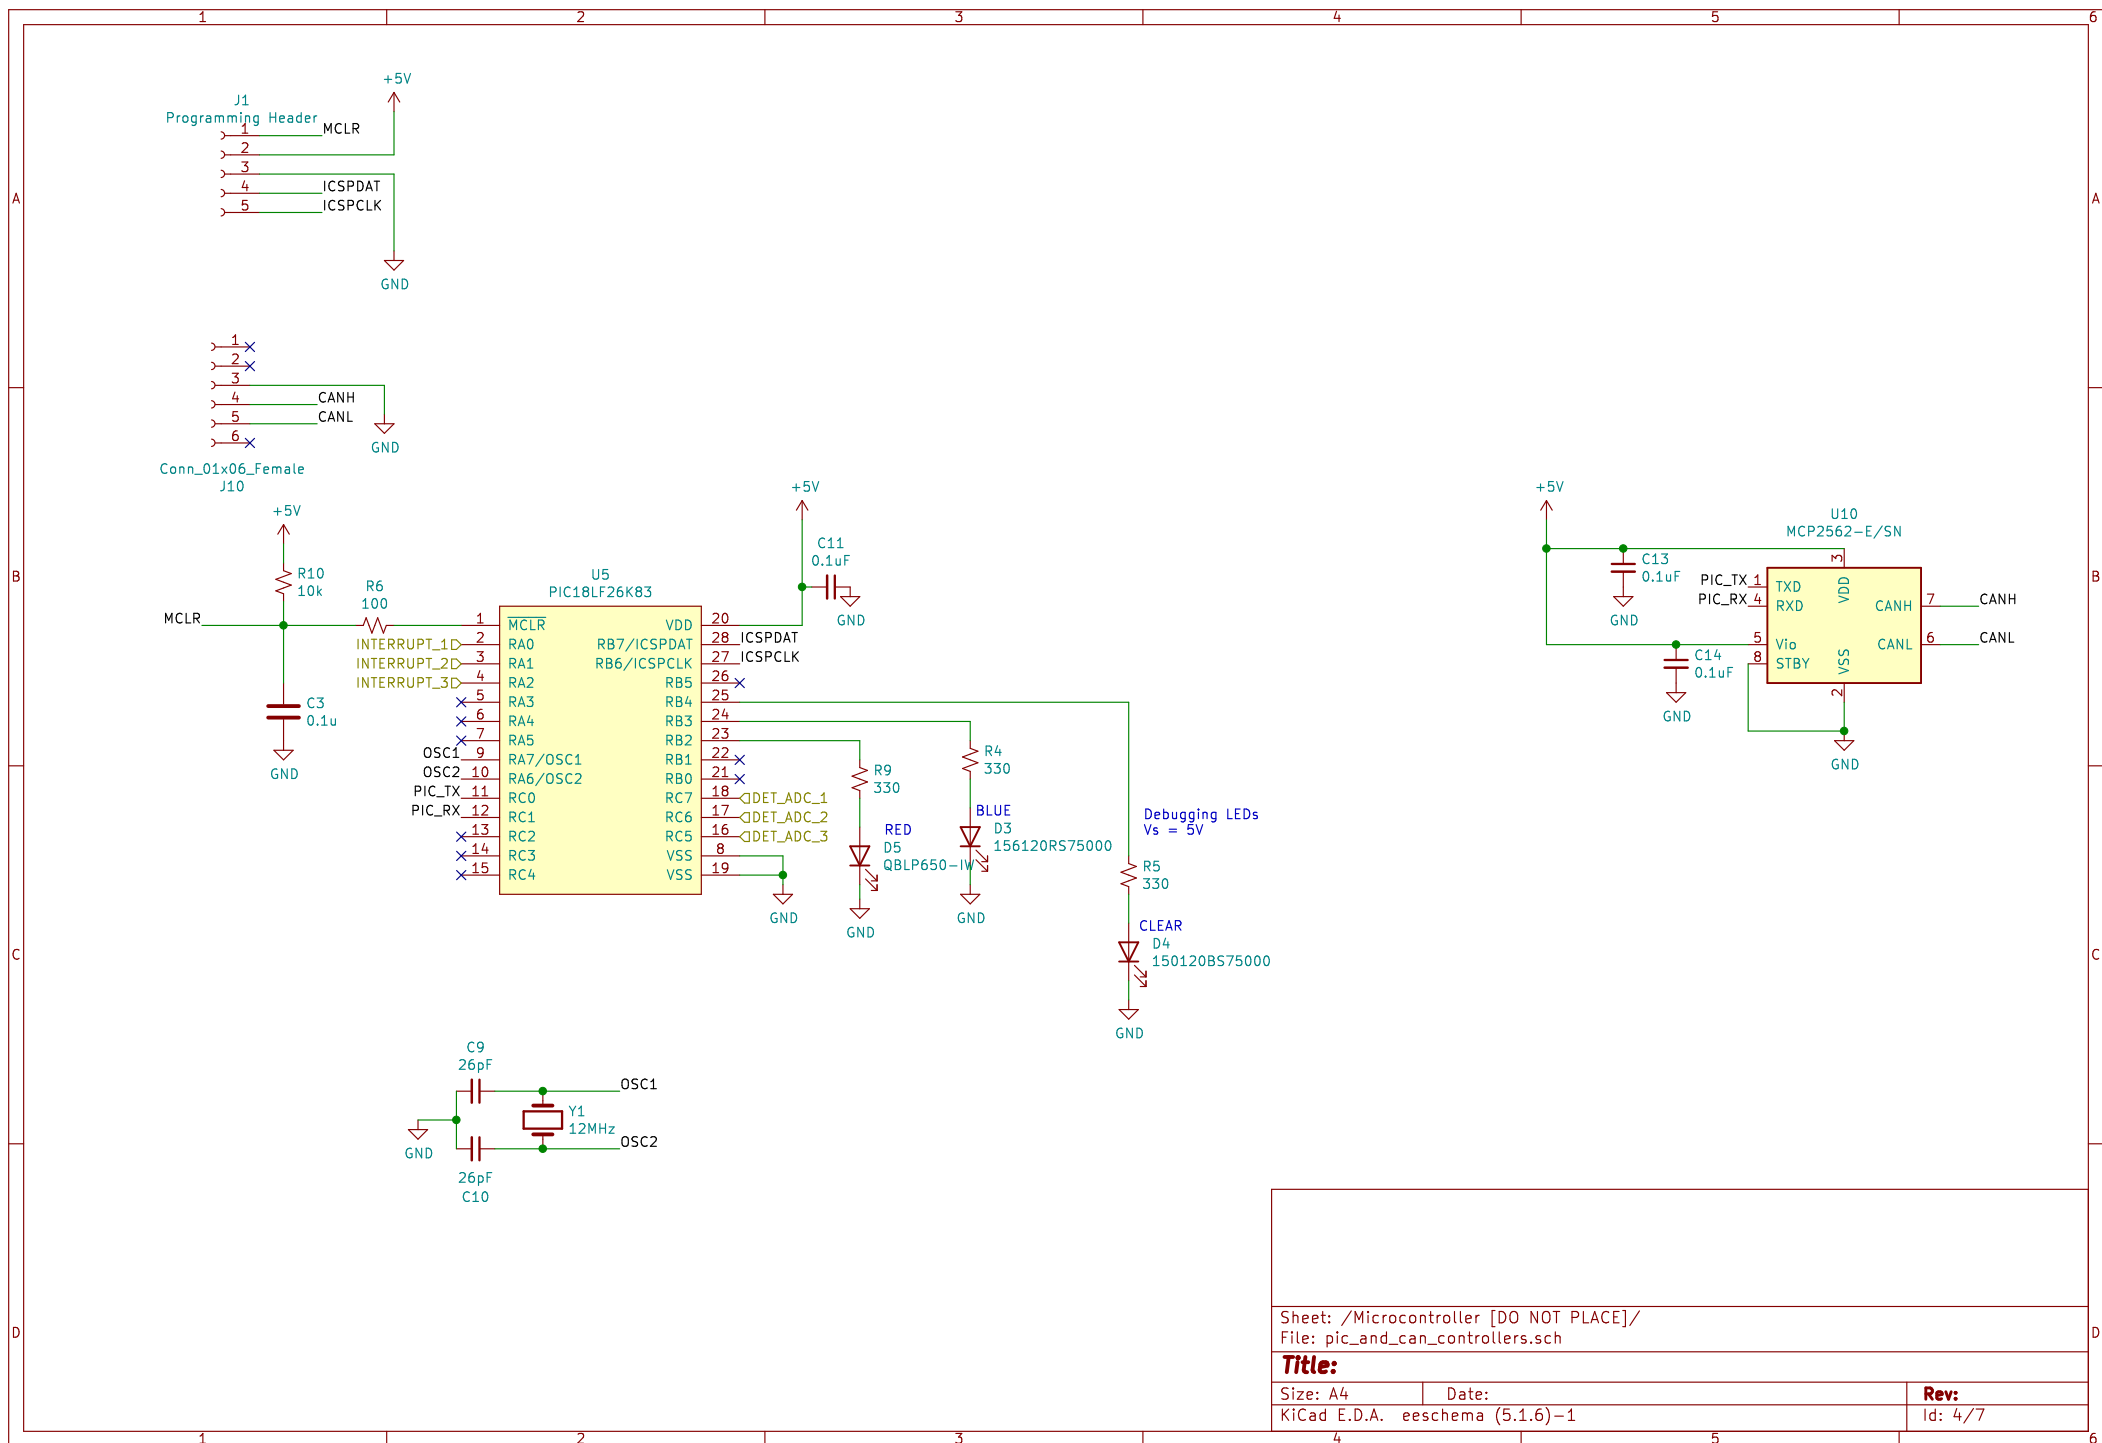 1 2 3 4 5 6
A A
B B
C C
D D
+5V
J1
Programming Header
1 MCLR
2
3
4 ICSPDAT
5 ICSPCLK
GND
1
2
3
4 CANH
5 CANL
6
GND
Conn_01x06_Female
J10
+5V
R10
10k
R6
100
MCLR
C3
0.1u
GND
INTERRUPT_1
INTERRUPT_2
INTERRUPT_3
OSC1
OSC2
PIC_TX
PIC_RX
U5
PIC18LF26K83
1 MCLR VDD 20
2 RA0 RB7/ICSPDAT 28 ICSPDAT
3 RA1 RB6/ICSPCLK 27 ICSPCLK
4 RA2 RB5 26
5 RA3 RB4 25
6 RA4 RB3 24
7 RA5 RB2 23
9 RA7/OSC1 RB1 22
10 RA6/OSC2 RB0 21
11 RC0 RC7 18 DET_ADC_1
12 RC1 RC6 17 DET_ADC_2
13 RC2 RC5 16 DET_ADC_3
14 RC3 VSS 8
15 RC4 VSS 19
GND
+5V
C11
0.1uF
GND
R9
330
RED
D5
QBLP650-IW
GND
R4
330
BLUE
D3
156120RS75000
GND
Debugging LEDs
Vs = 5V
R5
330
CLEAR
D4
150120BS75000
GND
+5V
U10
MCP2562-E/SN
C13
0.1uF
GND
C14
0.1uF
GND
PIC_TX 1 TXD
PIC_RX 4 RXD
5 Vio
8 STBY
3 VDD
VSS 2
CANH 7 CANH
CANL 6 CANL
GND
C9
26pF
OSC1
Y1
12MHz
OSC2
GND
26pF
C10
Sheet: /Microcontroller [DO NOT PLACE]/
File: pic_and_can_controllers.sch
Title:
Size: A4 Date: Rev:
KiCad E.D.A. eeschema (5.1.6)-1 Id: 4/7
1 2 3 4 5 6